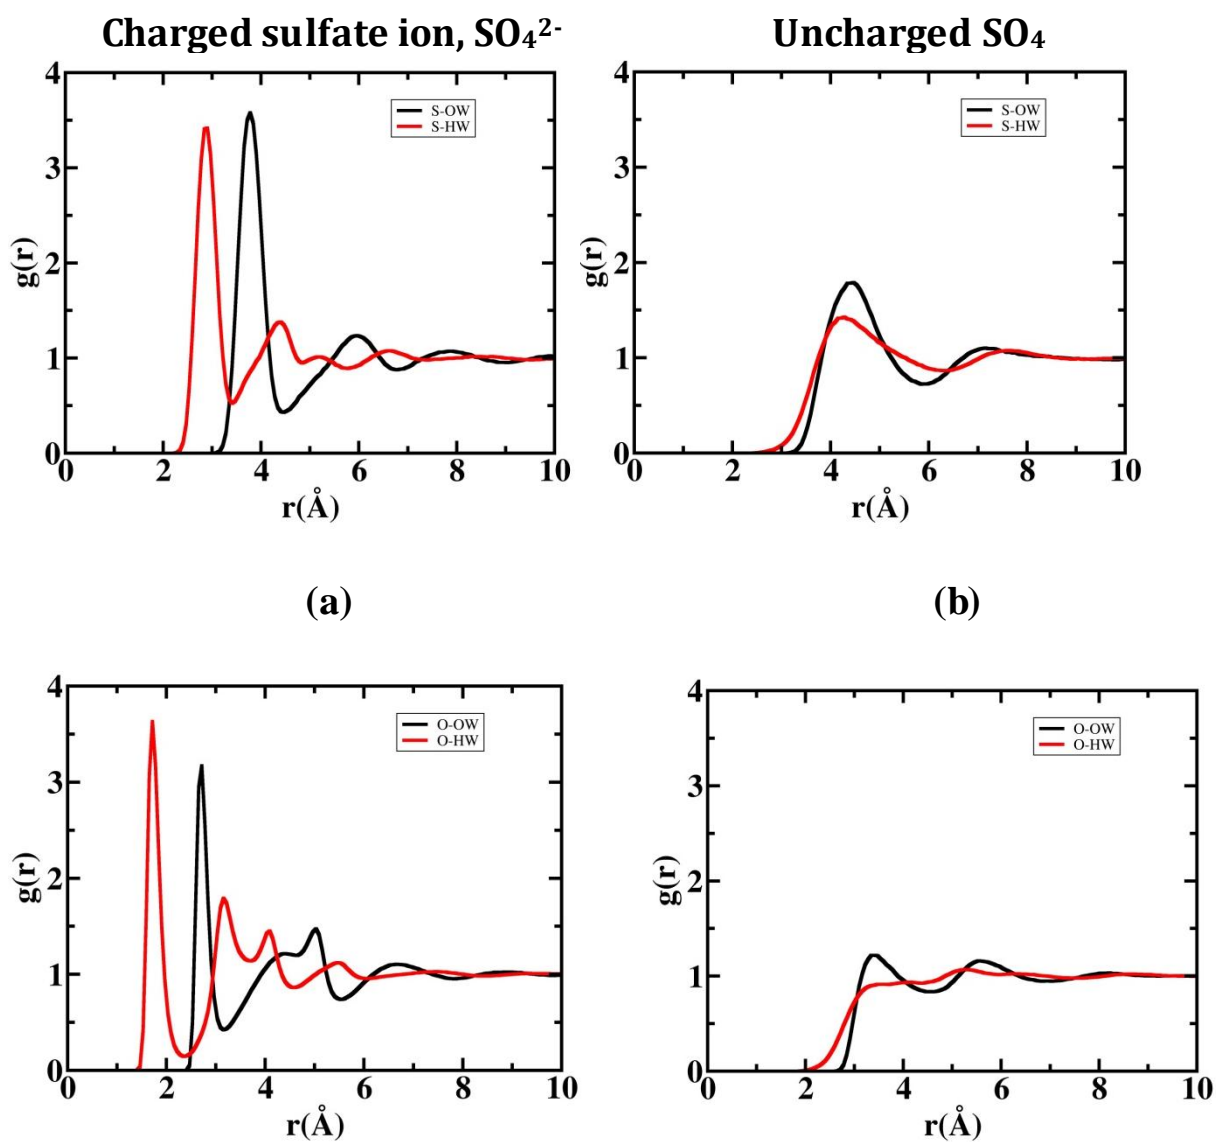 Charged sulfate ion, SO₄²⁻
Uncharged SO₄
4
3
2
1
0
g(r)
S-OW
S-HW
0 2 4 6 8 10
r(Å)
4
3
2
1
0
g(r)
S-OW
S-HW
2 4 6 8 10
r(Å)
(a)
(b)
4
3
2
1
0
g(r)
O-OW
O-HW
0 2 4 6 8 10
r(Å)
4
3
2
1
0
g(r)
O-OW
O-HW
0 2 4 6 8 10
r(Å)